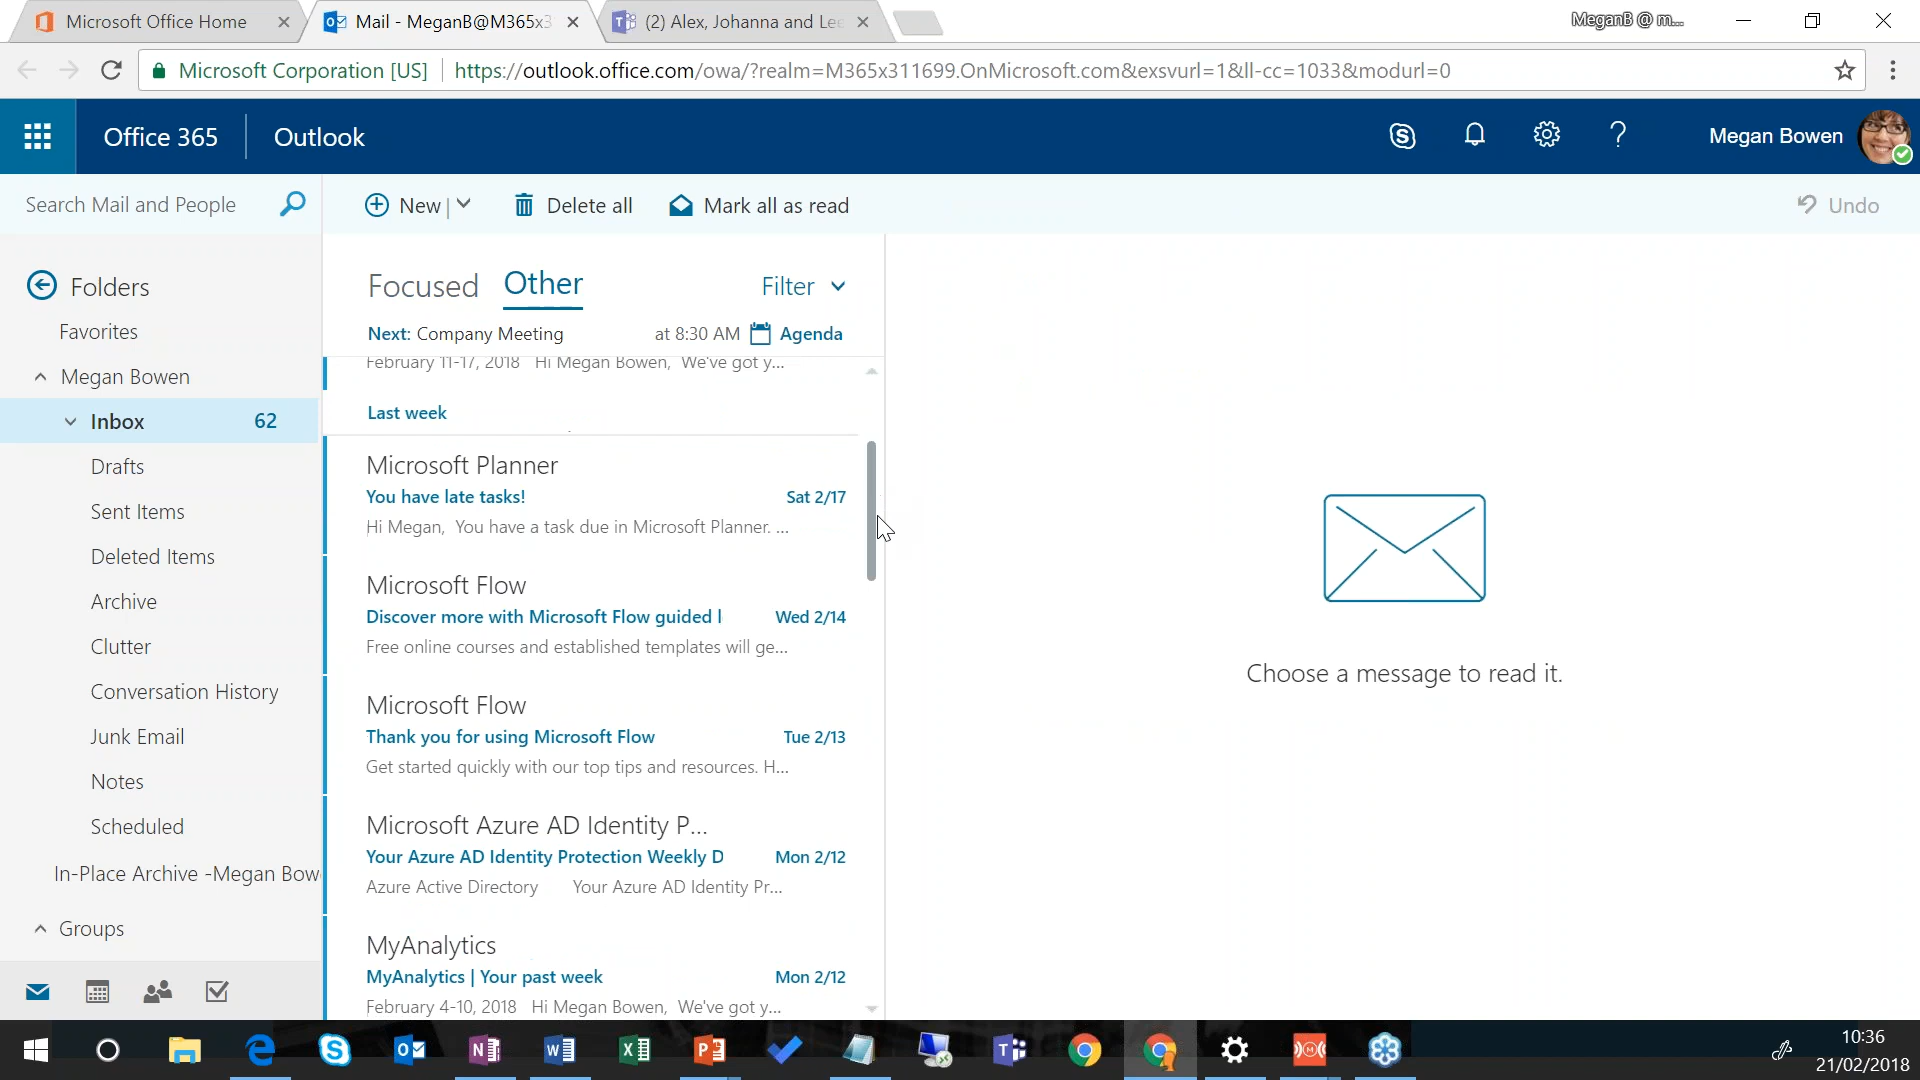 Microsoft Office Home
Mail - MeganB@M365x3
(2) Alex, Johanna and Lee
MeganB @ m...
Microsoft Corporation [US]
https://outlook.office.com/owa/?realm=M365x311699.OnMicrosoft.com&exsvurl=1&ll-cc=1033&modurl=0
Office 365
Outlook
Megan Bowen
Search Mail and People
New
Delete all
Mark all as read
Undo
Folders
Favorites
Megan Bowen
Inbox 62
Drafts
Sent Items
Deleted Items
Archive
Clutter
Conversation History
Junk Email
Notes
Scheduled
In-Place Archive -Megan Bow
Groups
Focused Other Filter
Next: Company Meeting at 8:30 AM Agenda
February 11-17, 2018 Hi Megan Bowen, We've got y...
Last week
Microsoft Planner
You have late tasks! Sat 2/17
Hi Megan, You have a task due in Microsoft Planner. ...
Microsoft Flow
Discover more with Microsoft Flow guided l Wed 2/14
Free online courses and established templates will ge...
Microsoft Flow
Thank you for using Microsoft Flow Tue 2/13
Get started quickly with our top tips and resources. H...
Microsoft Azure AD Identity P...
Your Azure AD Identity Protection Weekly D Mon 2/12
Azure Active Directory Your Azure AD Identity Pr...
MyAnalytics
MyAnalytics | Your past week Mon 2/12
February 4-10, 2018 Hi Megan Bowen, We've got y...
Choose a message to read it.
10:36
21/02/2018